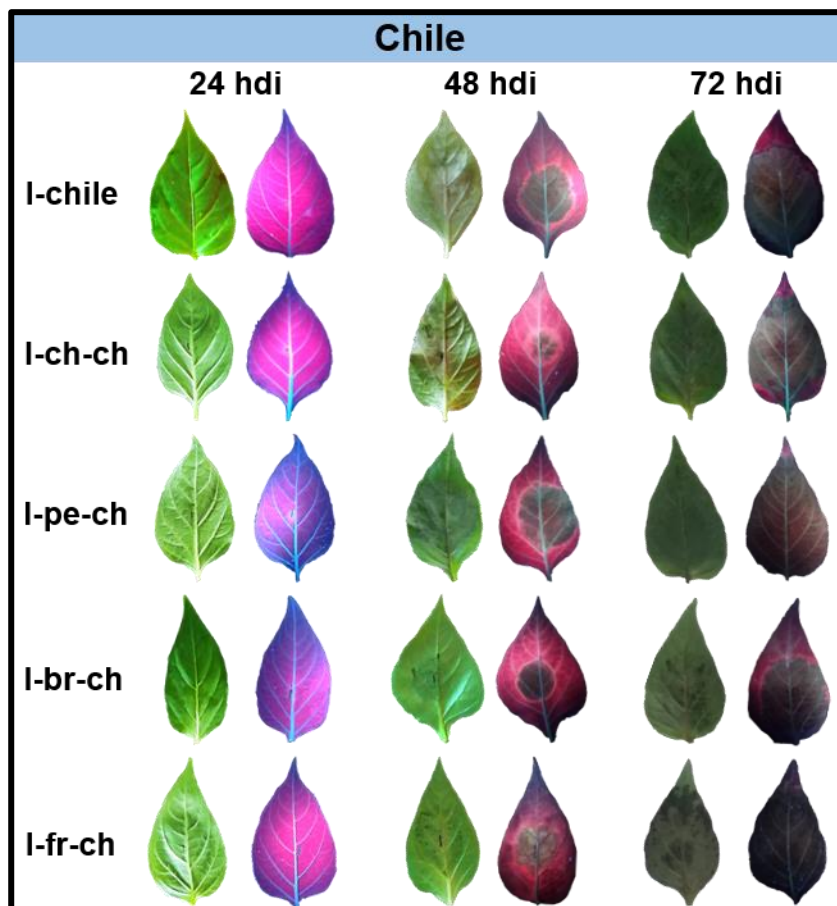 Chile
24 hdi 48 hdi 72 hdi
I-chile
I-ch-ch
I-pe-ch
I-br-ch
I-fr-ch